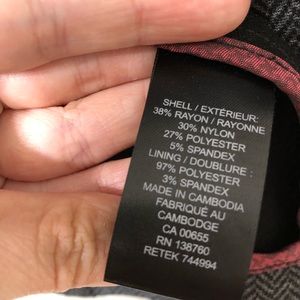 SHELL / EXTÉRIEUR:
38% RAYON / RAYONNE
30% NYLON
27% POLYESTER
5% SPANDEX
LINING / DOUBLURE :
97% POLYESTER
3% SPANDEX
MADE IN CAMBODIA
FABRIQUÉ AU
CAMBODGE
CA 00655
RN 138760
RETEK 744994